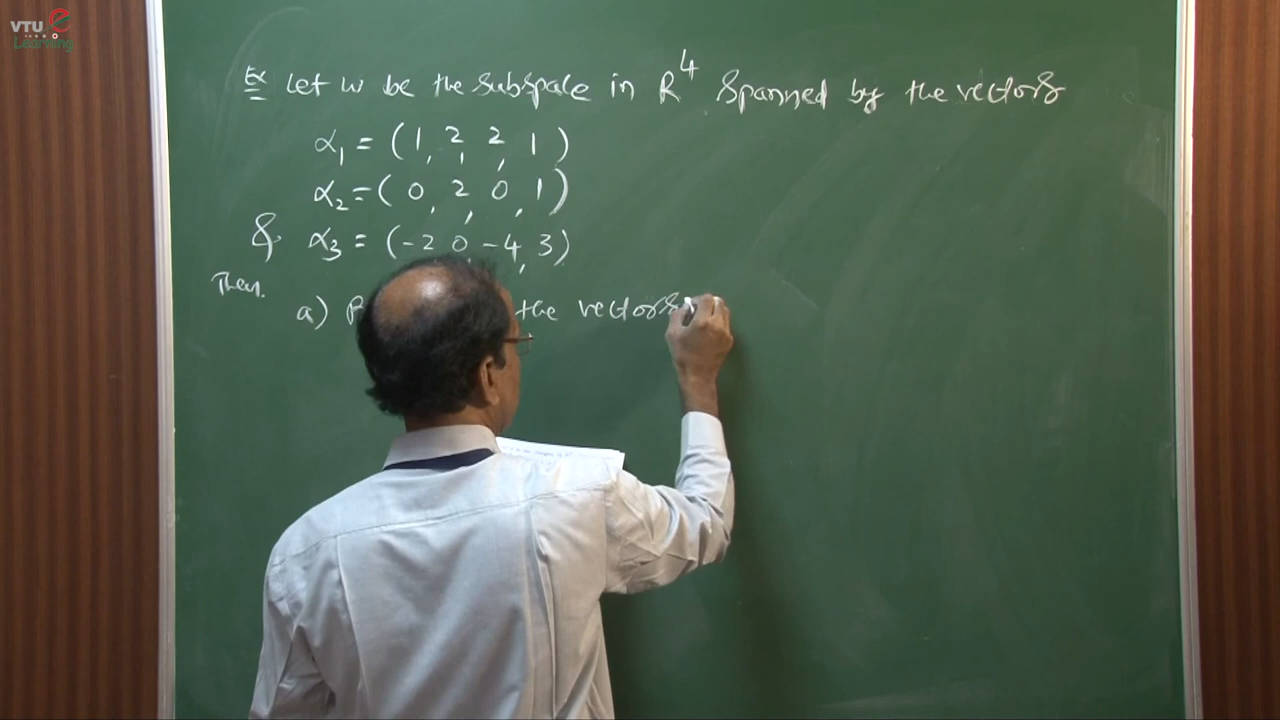 VTU e
Learning
Ex Let W be the subspace in R⁴ Spanned by the vectors
α₁ = (1, 2, 2, 1)
α₂ = (0, 2, 0, 1)
& α₃ = (-2 0, -4, 3)
Then.
a) the vectors